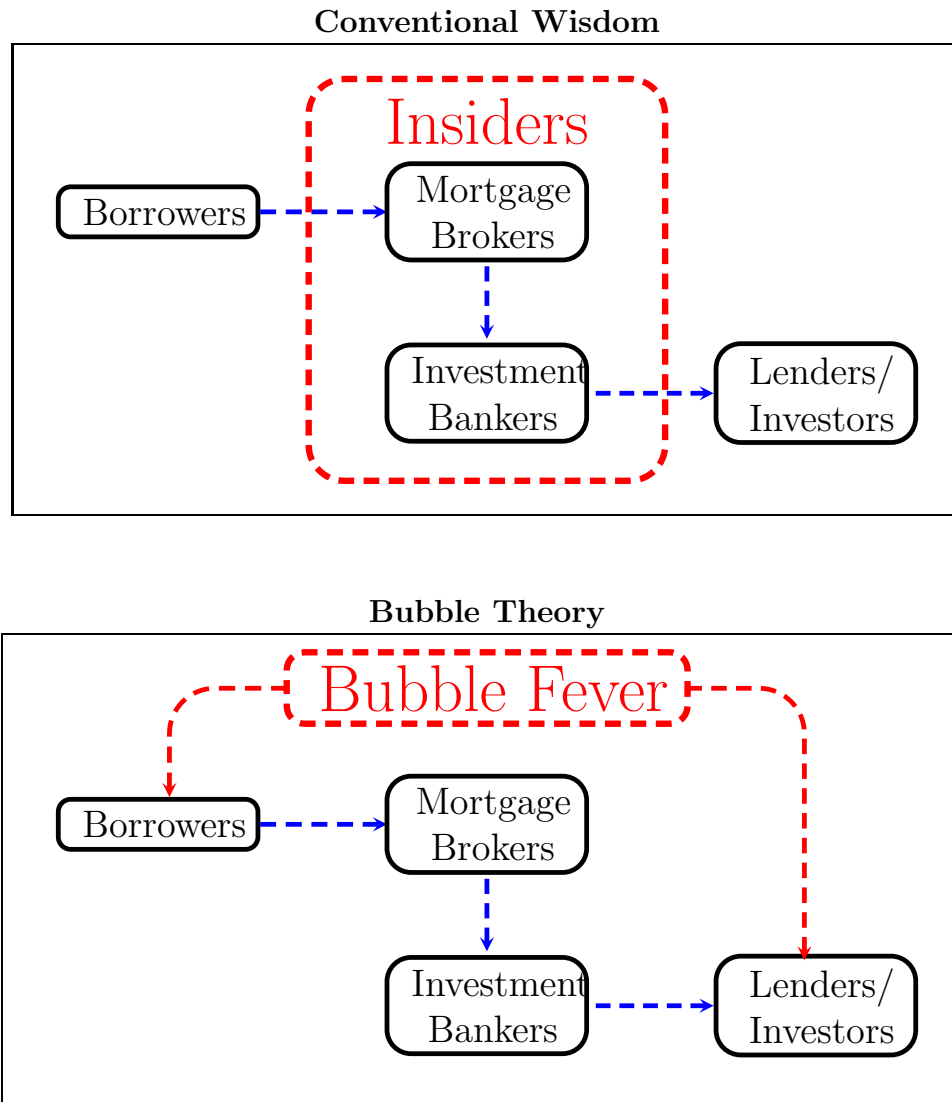 Conventional Wisdom
Insiders
Borrowers
Mortgage
Brokers
Investment
Bankers
Lenders/
Investors
Bubble Theory
Bubble Fever
Borrowers
Mortgage
Brokers
Investment
Bankers
Lenders/
Investors